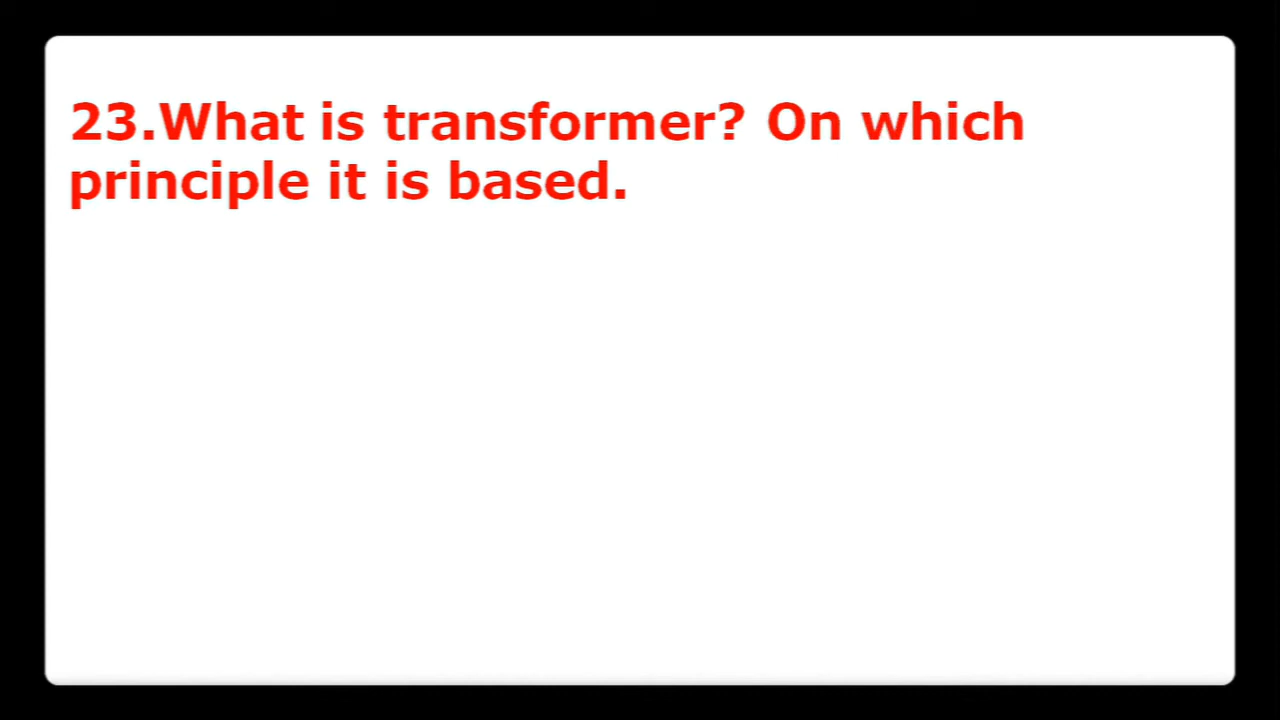 23.What is transformer? On which
principle it is based.